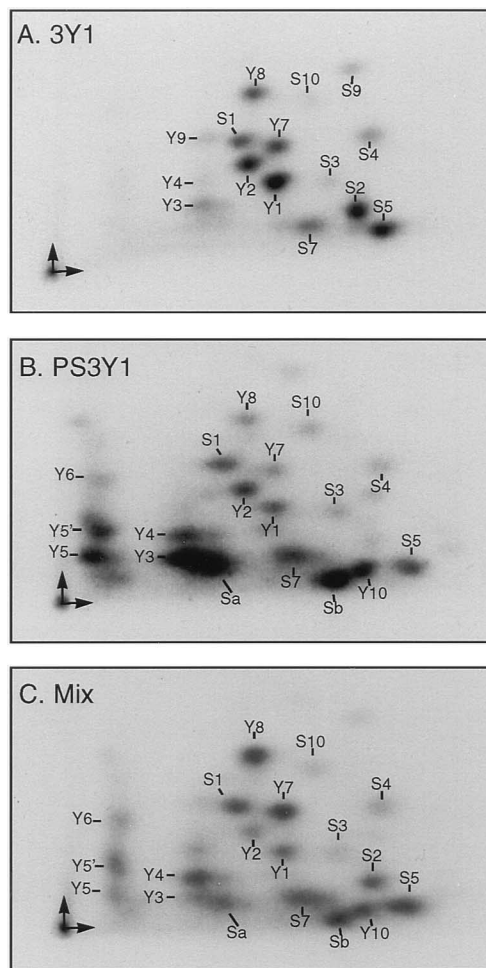 A. 3Y1
Y8
S10
S9
S1
Y9
Y7
S4
S3
Y4
Y2
Y1
S2
Y3
S5
S7
B. PS3Y1
Y8
S10
S1
Y6
Y7
S4
S3
Y2
Y1
Y5'
Y4
Y5
Y3
S5
S7
Sa
Sb
Y10
C. Mix
Y8
S10
S1
Y7
S4
Y6
S3
Y2
Y1
S2
Y5'
Y4
Y5
Y3
S5
S7
Sa
Sb
Y10